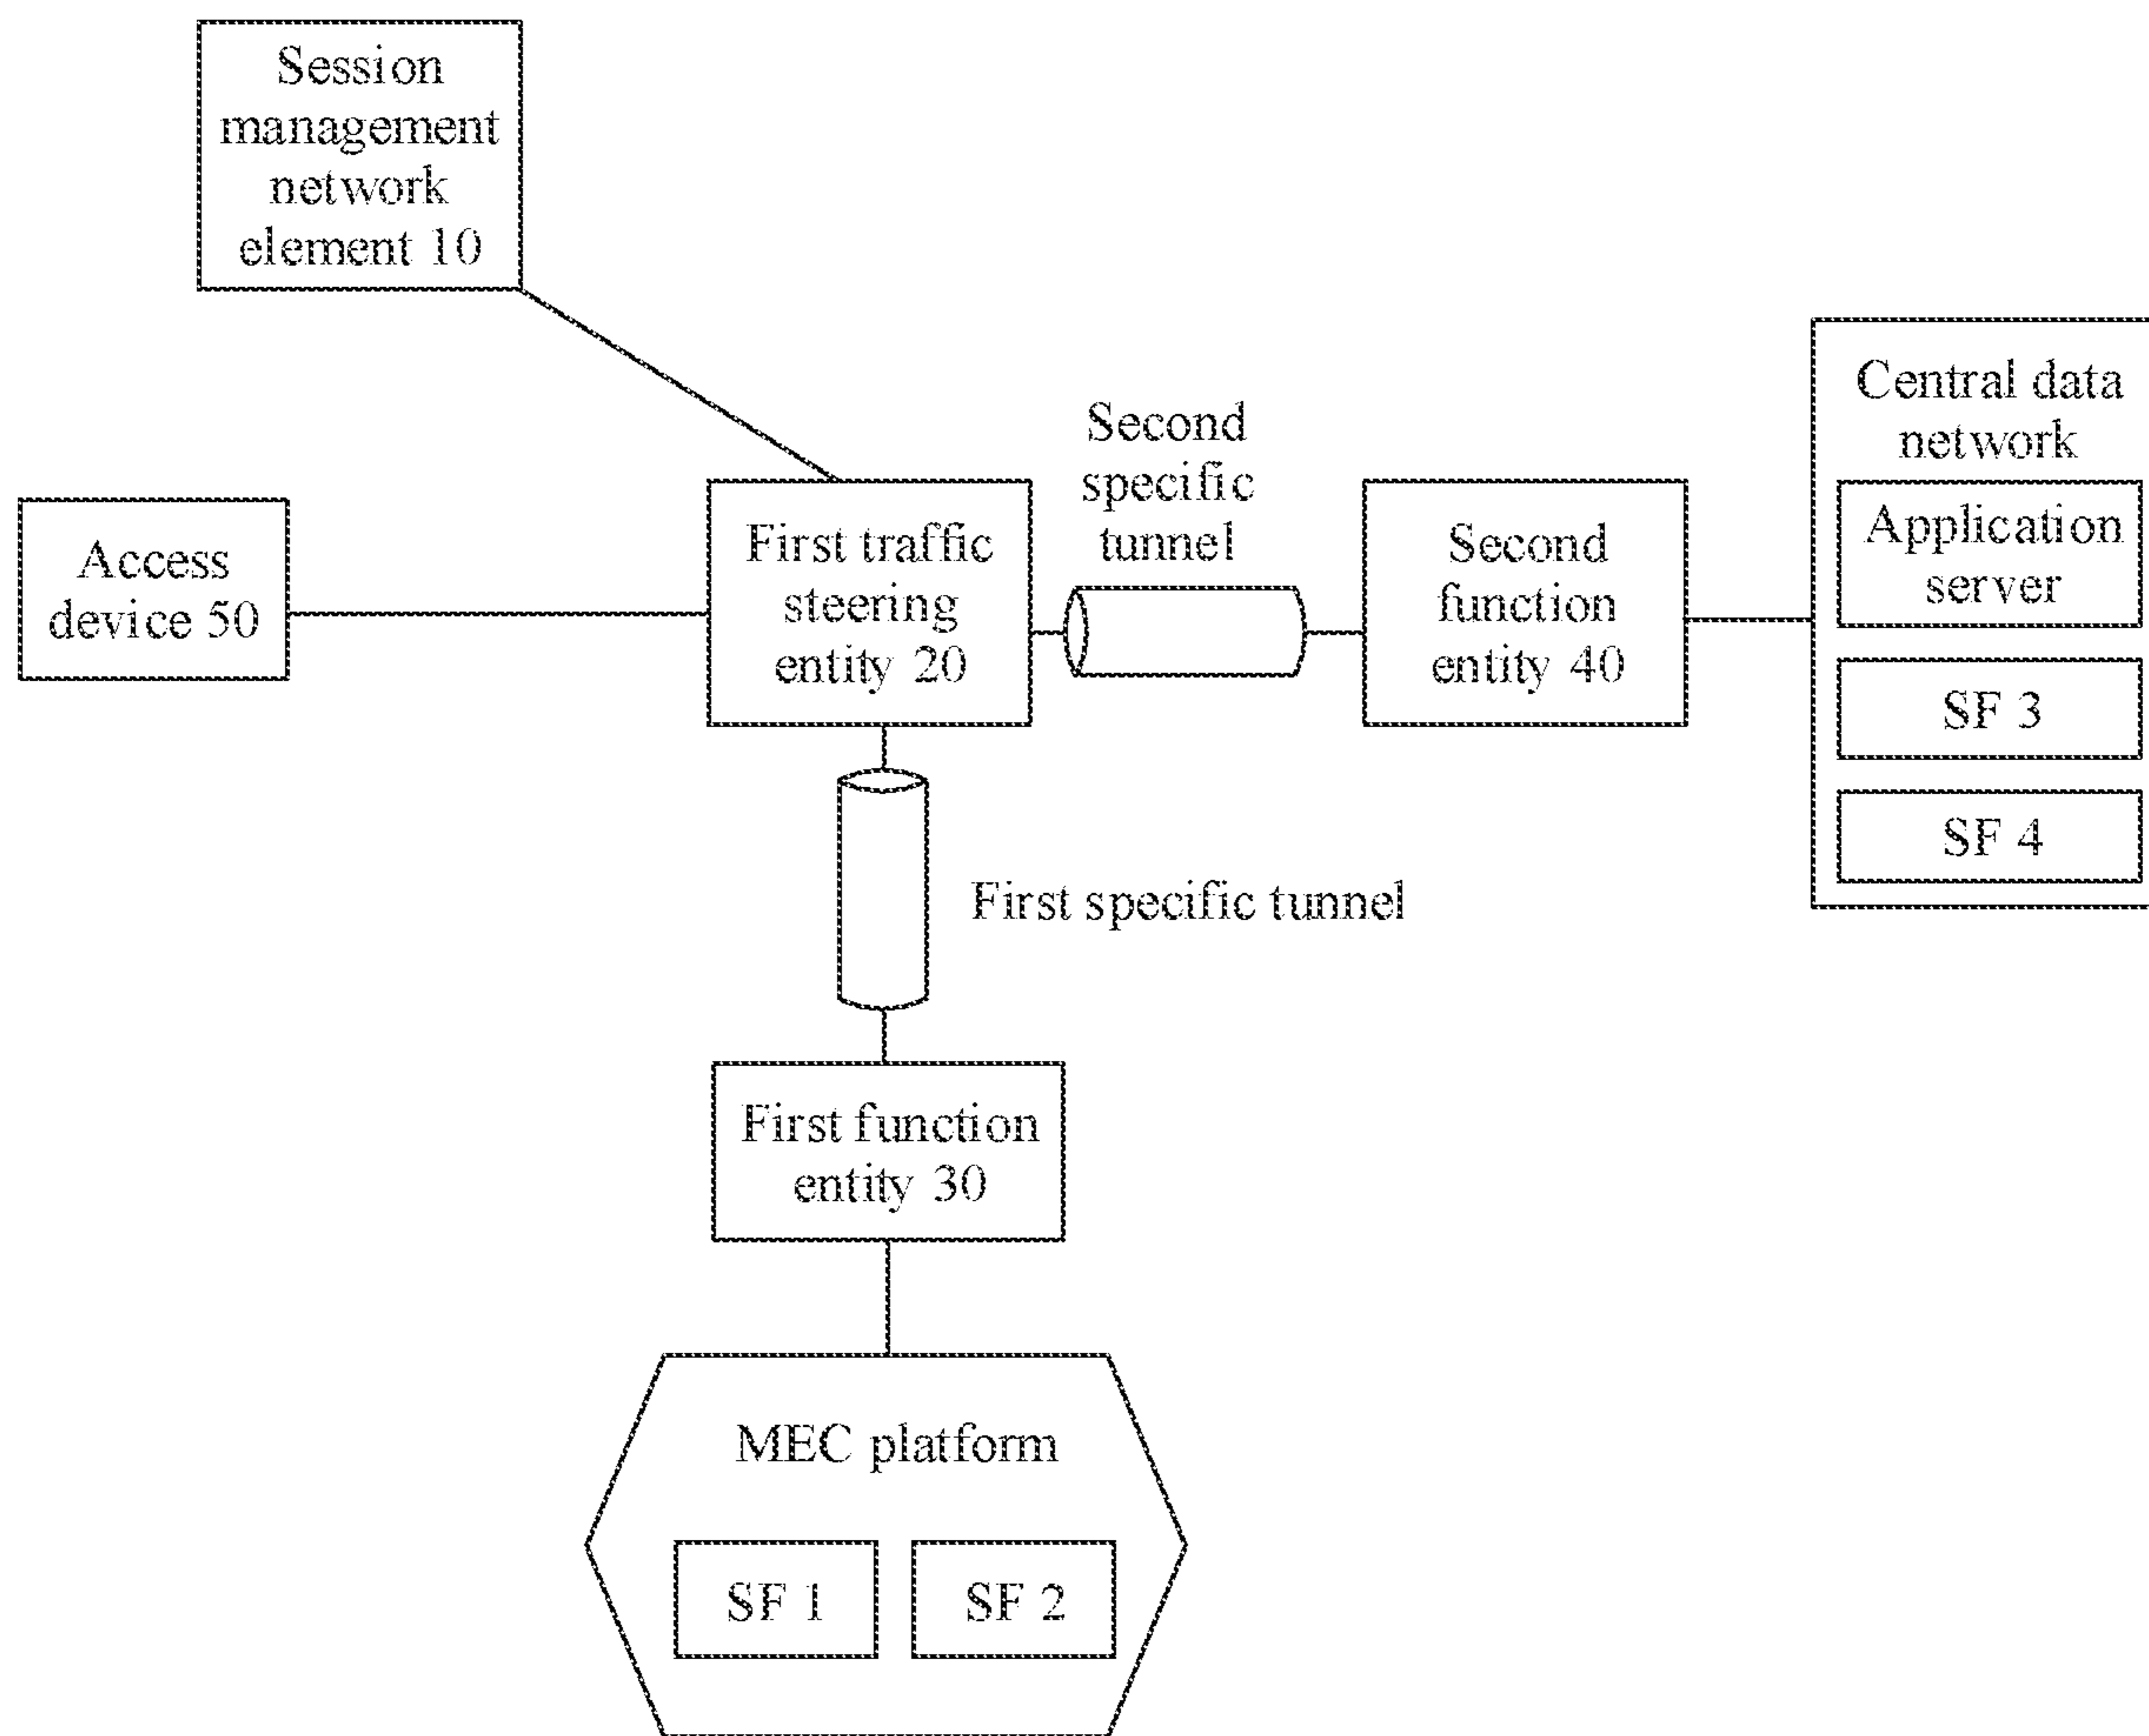 Session
management
network
element 10
Access
device 50
First traffic
steering
entity 20
Second
specific
tunnel
Second
function
entity 40
Central data
network
Application
server
SF 3
SF 4
First specific tunnel
First function
entity 30
MEC platform
SF 1
SF 2